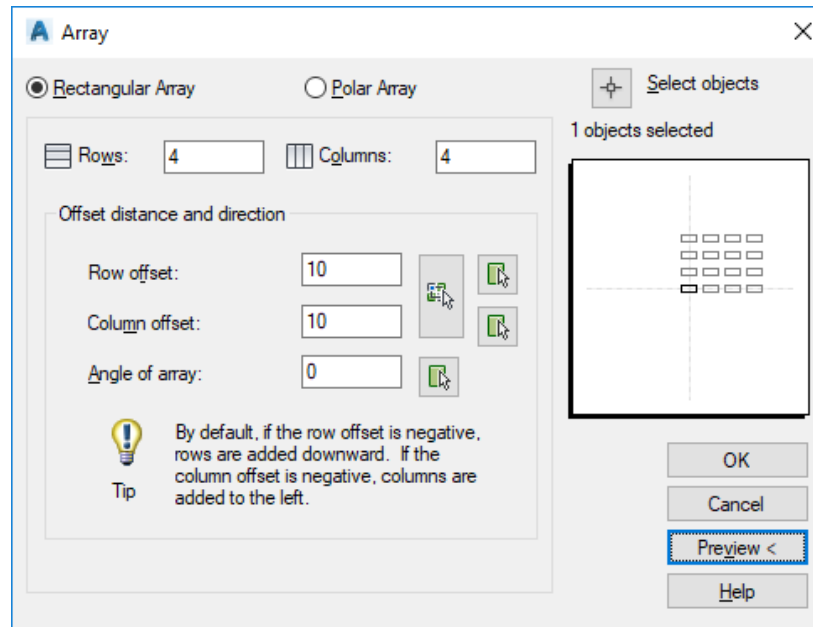 Array
Rectangular Array
Polar Array
Select objects
1 objects selected
Rows:
4
Columns:
4
Offset distance and direction
Row offset:
10
Column offset:
10
Angle of array:
0
By default, if the row offset is negative,
rows are added downward. If the
column offset is negative, columns are
added to the left.
Tip
OK
Cancel
Preview <
Help